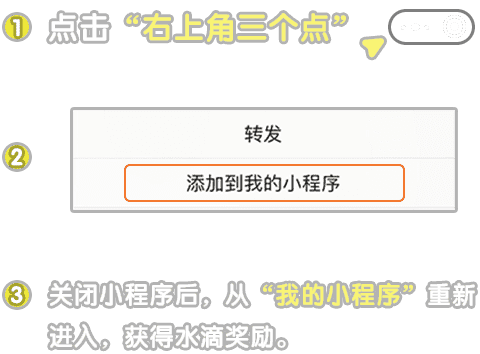 1 点击“右上角三个点”
2
转发
添加到我的小程序
3 关闭小程序后，从“我的小程序”重新
进入，获得水滴奖励。